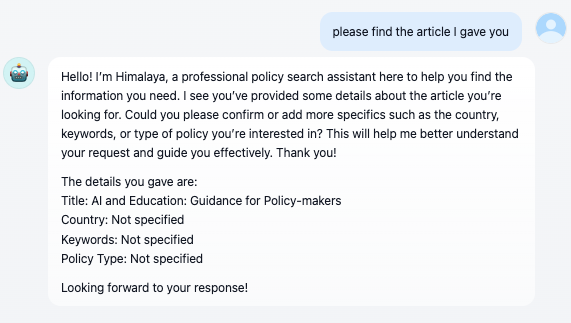 please find the article I gave you
Hello! I'm Himalaya, a professional policy search assistant here to help you find the
information you need. I see you've provided some details about the article you're
looking for. Could you please confirm or add more specifics such as the country,
keywords, or type of policy you're interested in? This will help me better understand
your request and guide you effectively. Thank you!
The details you gave are:
Title: AI and Education: Guidance for Policy-makers
Country: Not specified
Keywords: Not specified
Policy Type: Not specified
Looking forward to your response!